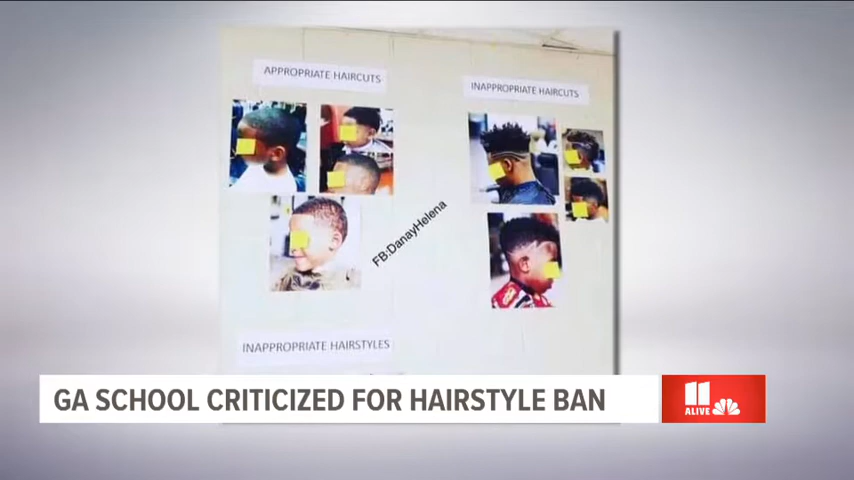 APPROPRIATE HAIRCUTS
INAPPROPRIATE HAIRCUTS
FB:DanayHelena
INAPPROPRIATE HAIRSTYLES
GA SCHOOL CRITICIZED FOR HAIRSTYLE BAN
11
ALIVE